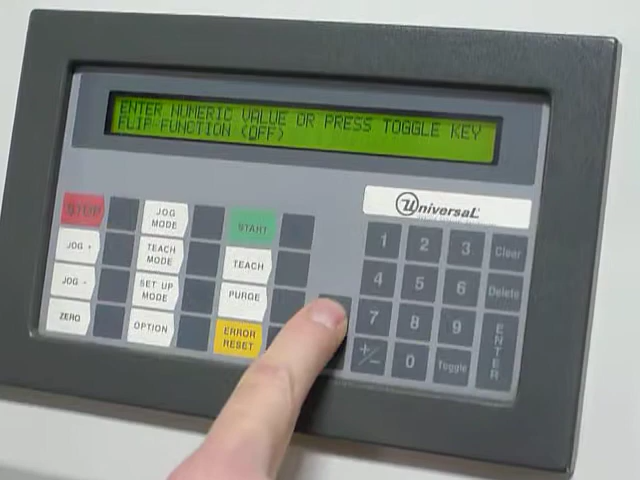 ENTER NUMERIC VALUE OR PRESS TOGGLE KEY
FLIP FUNCTION (OFF)
UniversaL
STOP
JOG MODE
START
JOG +
TEACH MODE
TEACH
JOG -
SET UP MODE
PURGE
ZERO
OPTION
ERROR RESET
1 2 3 Clear
4 5 6 Delete
7 8 9 ENTER
+/- 0 Toggle